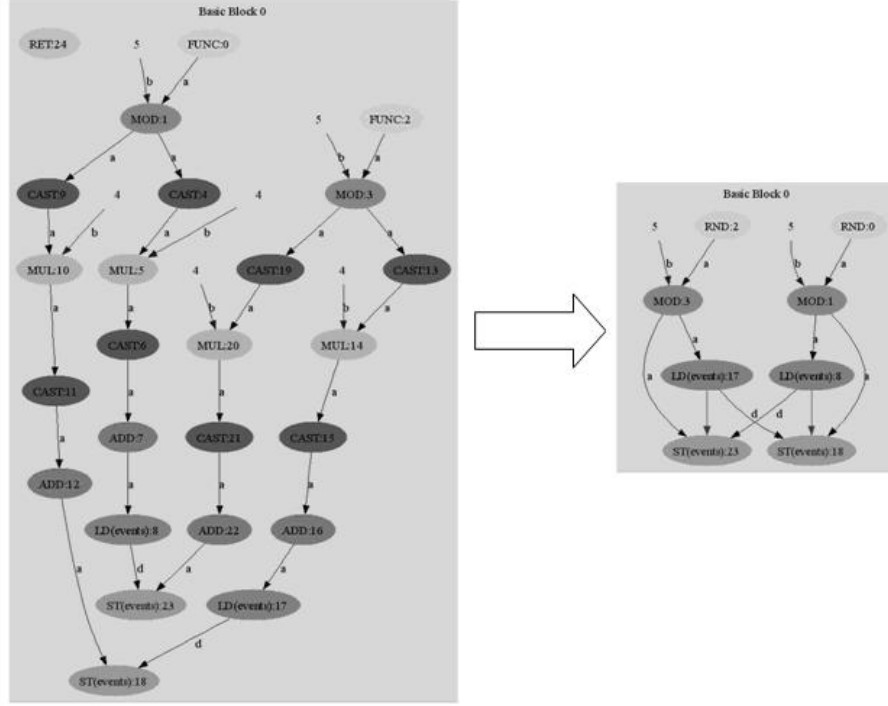 Basic Block 0
RET:24
5
FUNC:0
b
a
MOD:1
5
FUNC:2
a
a
b
a
CAST:9
4
CAST:4
4
MOD:3
a
b
a
b
a
a
MUL:10
MUL:5
4
CAST:19
4
CAST:13
a
a
b
a
b
a
CAST:6
MUL:20
MUL:14
CAST:11
a
a
a
a
ADD:7
CAST:21
CAST:15
ADD:12
a
a
a
LD(events):8
ADD:22
ADD:16
a
d
a
a
ST(events):23
LD(events):17
d
ST(events):18
Basic Block 0
5
RND:2
5
RND:0
b
a
b
a
MOD:3
MOD:1
a
a
LD(events):17
LD(events):8
a
a
d
d
ST(events):23
ST(events):18